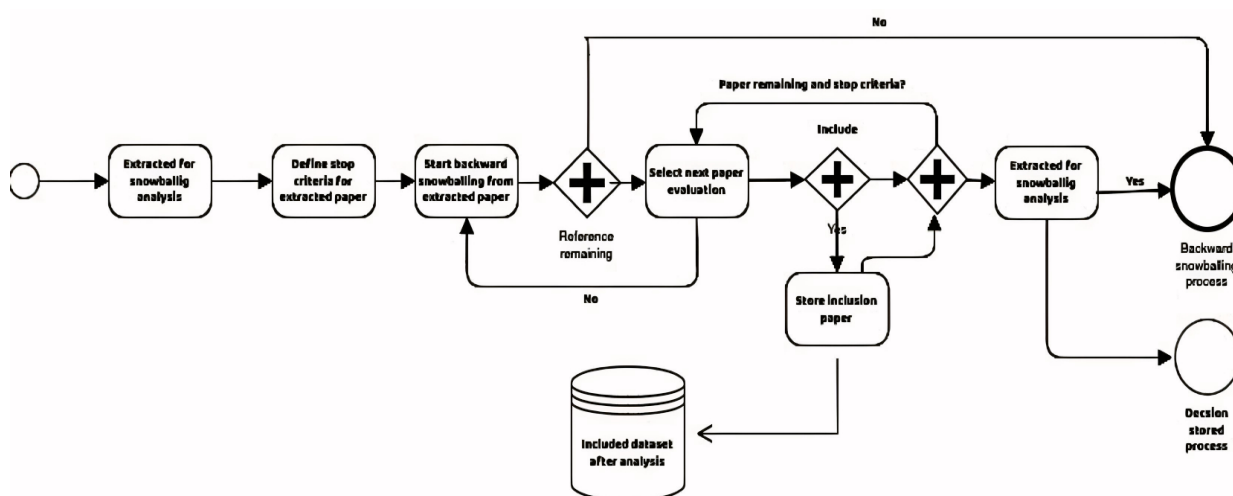 No
Paper remaining and stop criteria?
Include
Extracted for
snowballig
analysis
Define stop
criteria for
extracted paper
Start backward
snowballing from
extracted paper
Select next paper
evaluation
Extracted for
snowballig
analysis
Yes
Reference
remaining
Yes
Backward
snowballing
process
No
Store inclusion
paper
Included dataset
after analysis
Decsion
stored
process